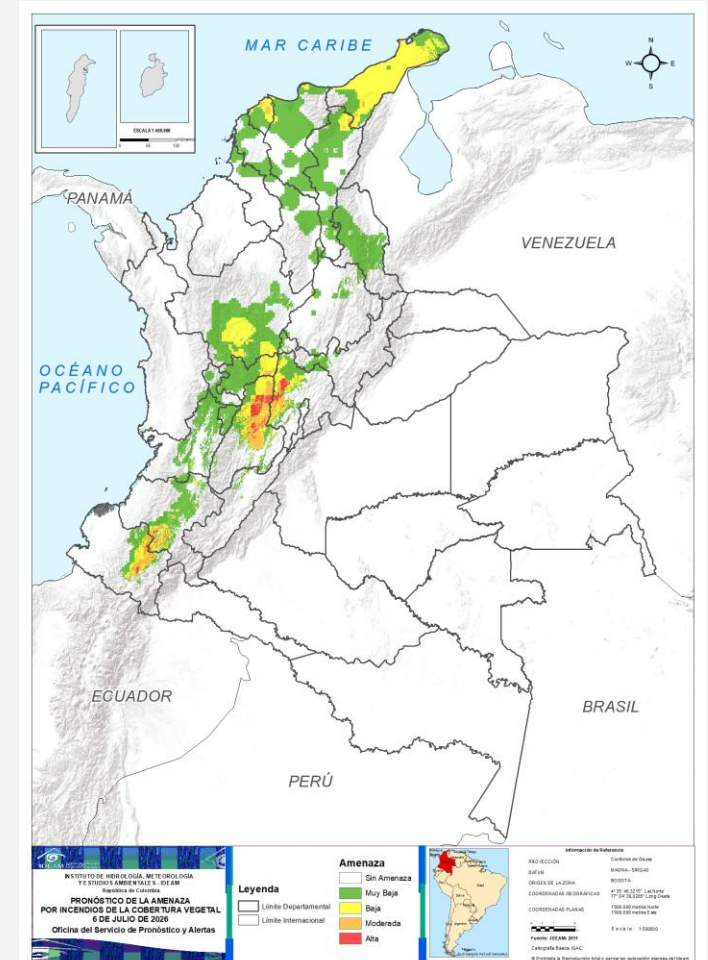 MAR CARIBE
N
W
E
S
ESCALA 1:400.000
PANAMÁ
VENEZUELA
OCÉANO
PACÍFICO
ECUADOR
BRASIL
PERÚ
IDEAM
INSTITUTO DE HIDROLOGÍA, METEOROLOGÍA
Y ESTUDIOS AMBIENTALES - IDEAM
República de Colombia
PRONÓSTICO DE LA AMENAZA
POR INCENDIOS DE LA COBERTURA VEGETAL
6 DE JULIO DE 2026
Oficina del Servicio de Pronóstico y Alertas
Leyenda
Límite Departamental
Límite Internacional
Amenaza
Sin Amenaza
Muy Baja
Baja
Moderada
Alta
Información de Referencia
PROYECCIÓN
Conforme de Gauss
DATUM
MAGNA - SIRGAS
ORIGEN DE LA ZONA
BOGOTÁ
COORDENADAS GEOGRÁFICAS
COORDENADAS PLANAS
1'000.000 metros Norte
1'000.000 metros Este
Fuente: IDEAM-2011
Cartografía Básica IGAC